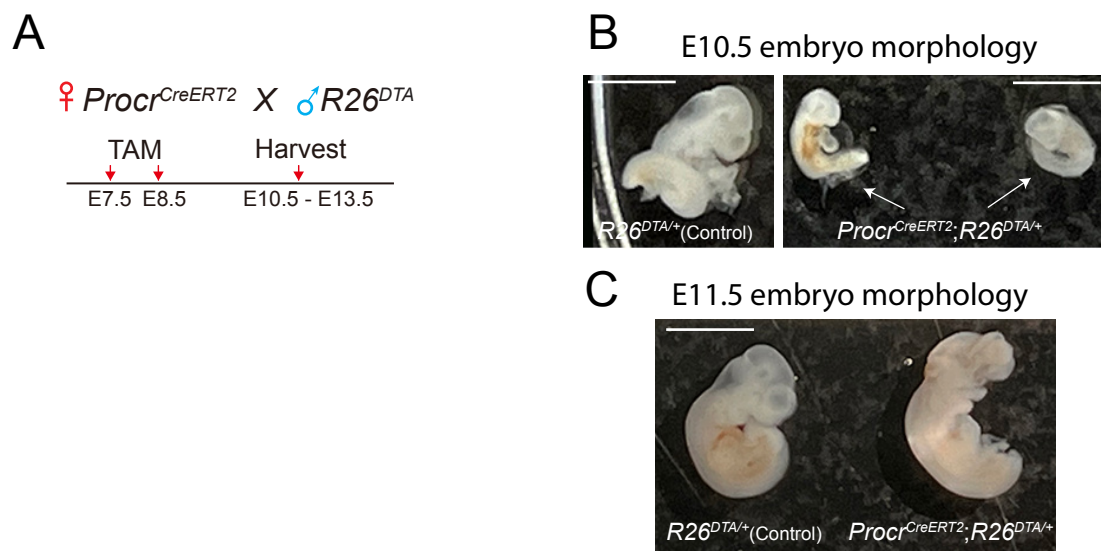 A
♀ Procr^CreERT2 X ♂ R26^DTA
TAM Harvest
E7.5 E8.5 E10.5 - E13.5
B
E10.5 embryo morphology
R26^DTA/+(Control)
Procr^CreERT2;R26^DTA/+
C
E11.5 embryo morphology
R26^DTA/+(Control) Procr^CreERT2;R26^DTA/+